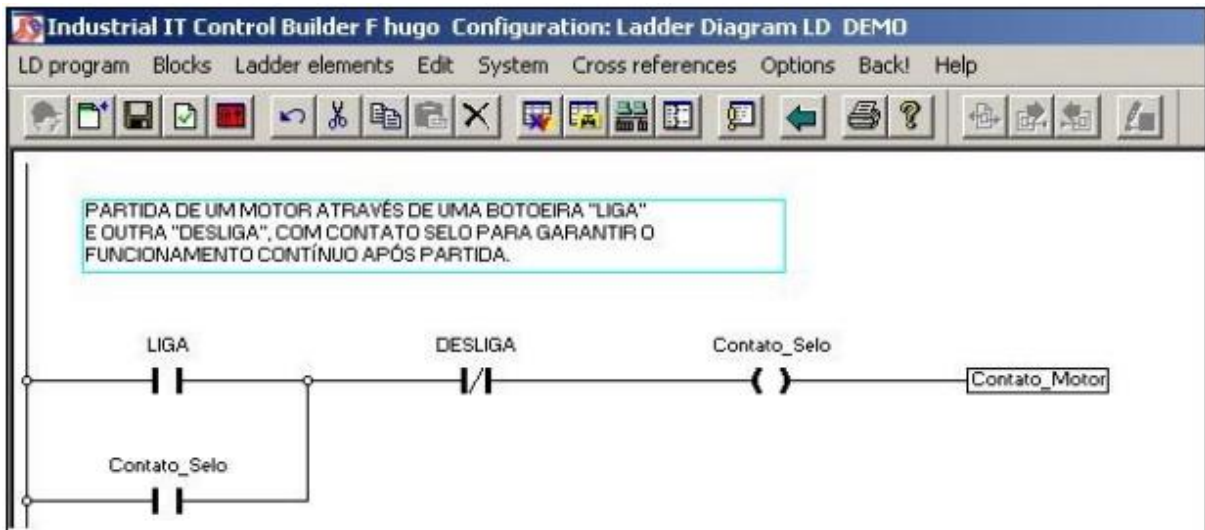 Industrial IT Control Builder F hugo Configuration: Ladder Diagram LD DEMO
LD program Blocks Ladder elements Edit System Cross references Options Back! Help
PARTIDA DE UM MOTOR ATRAVÉS DE UMA BOTOEIRA "LIGA"
E OUTRA "DESLIGA", COM CONTATO SELO PARA GARANTIR O
FUNCIONAMENTO CONTÍNUO APÓS PARTIDA.
LIGA DESLIGA Contato_Selo
Contato_Motor
Contato_Selo